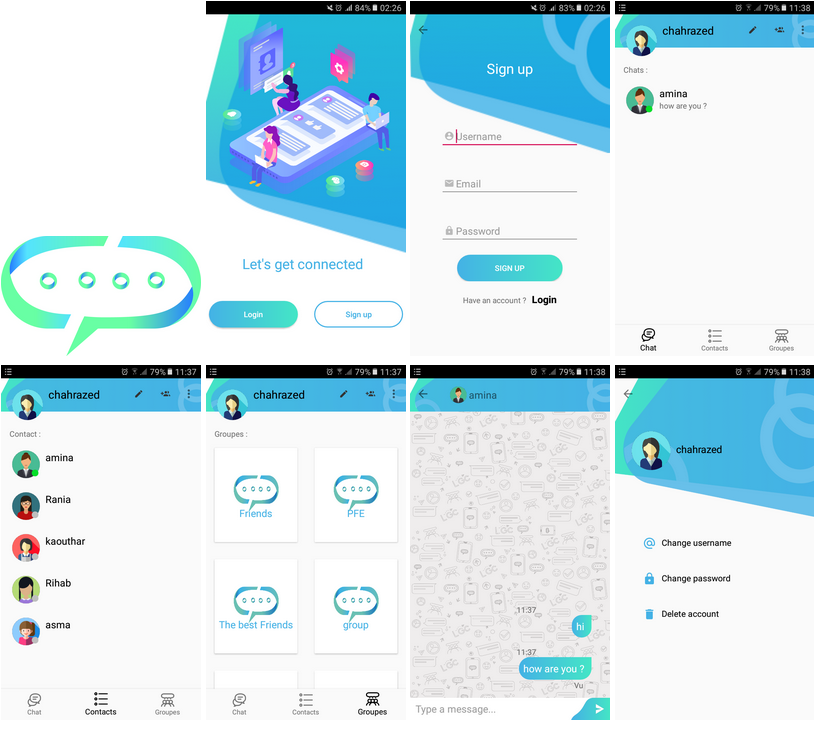 84% 02:26
Let's get connected
Login
Sign up
83% 02:26
Sign up
Username
Email
Password
SIGN UP
Have an account ? Login
79% 11:38
chahrazed
Chats :
amina
how are you ?
Chat
Contacts
Groupes
79% 11:37
chahrazed
Contact :
amina
Rania
kaouthar
Rihab
asma
Chat
Contacts
Groupes
79% 11:37
chahrazed
Groupes :
Friends
PFE
The best Friends
group
Chat
Contacts
Groupes
79% 11:38
amina
11:37
hi
11:37
how are you ?
Vu
Type a message...
79% 11:38
chahrazed
Change username
Change password
Delete account